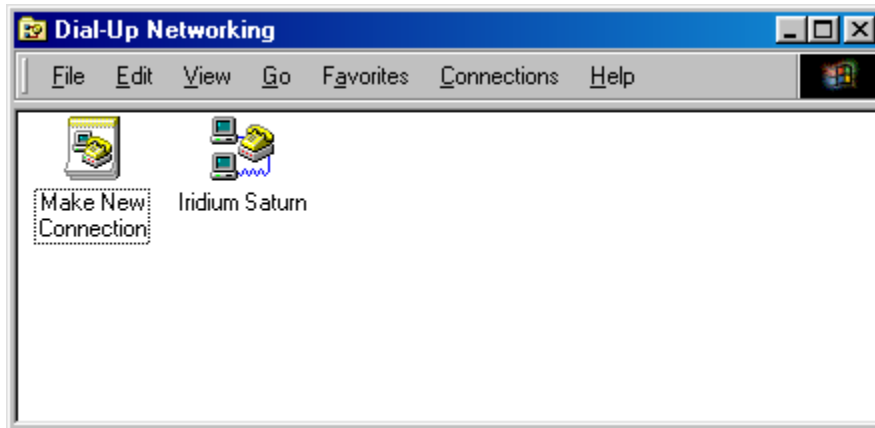 Dial-Up Networking
File Edit View Go Favorites Connections Help
Make New Connection
Iridium Saturn